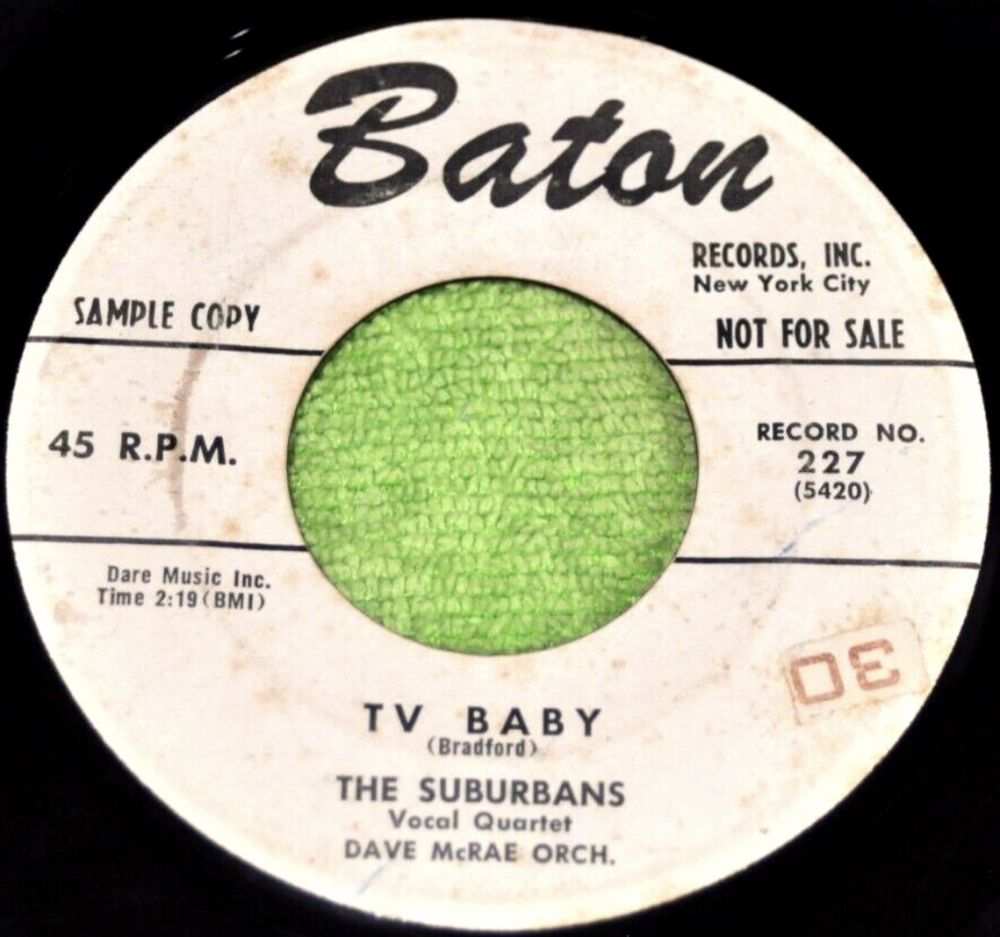 Baton
RECORDS, INC.
New York City
SAMPLE COPY
NOT FOR SALE
45 R.P.M.
RECORD NO.
227
(5420)
Dare Music Inc.
Time 2:19 (BMI)
TV BABY
(Bradford)
THE SUBURBANS
Vocal Quartet
DAVE McRAE ORCH.